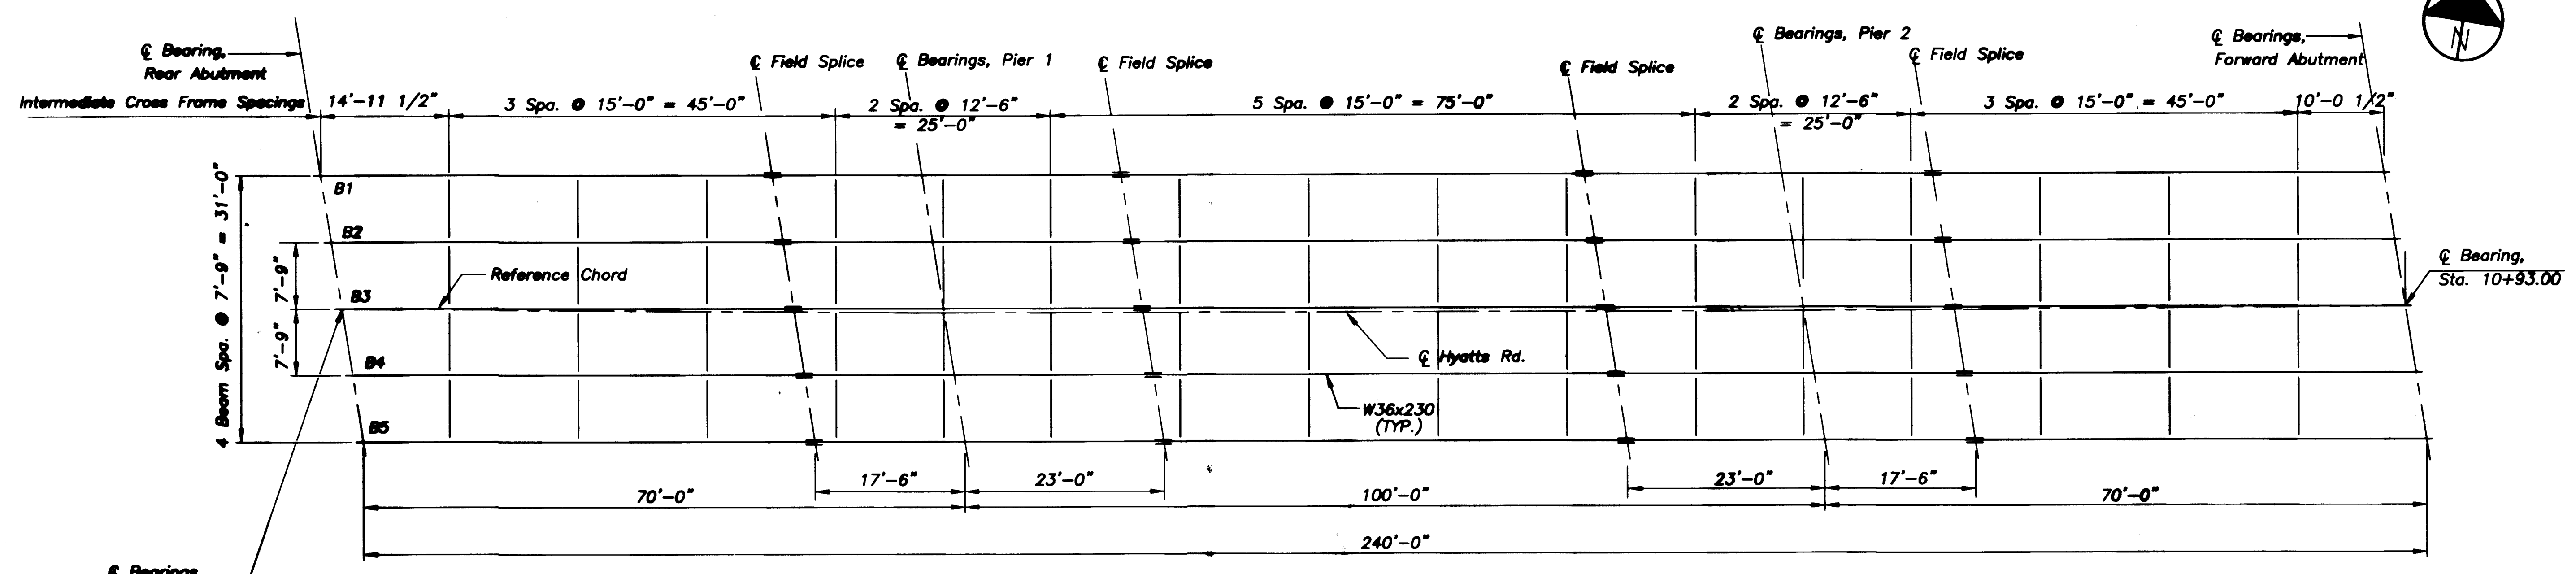 N
℄ Bearing,
Rear Abutment
℄ Field Splice
℄ Bearings, Pier 1
℄ Field Splice
℄ Field Splice
℄ Bearings, Pier 2
℄ Field Splice
℄ Bearings,
Forward Abutment
Intermediate Cross Frame Spacings
14'-11 1/2"
3 Spa. @ 15'-0" = 45'-0"
2 Spa. @ 12'-6"
= 25'-0"
5 Spa. @ 15'-0" = 75'-0"
2 Spa. @ 12'-6"
= 25'-0"
3 Spa. @ 15'-0" = 45'-0"
10'-0 1/2"
4 Beam Spa. @ 7'-9" = 31'-0"
B1
B2
7'-9"
Reference Chord
B3
7'-9"
B4
B5
℄ Hyatts Rd.
W36x230
(TYP.)
℄ Bearing,
Sta. 10+93.00
17'-6"
23'-0"
23'-0"
17'-6"
70'-0"
100'-0"
70'-0"
240'-0"
℄ Bearings